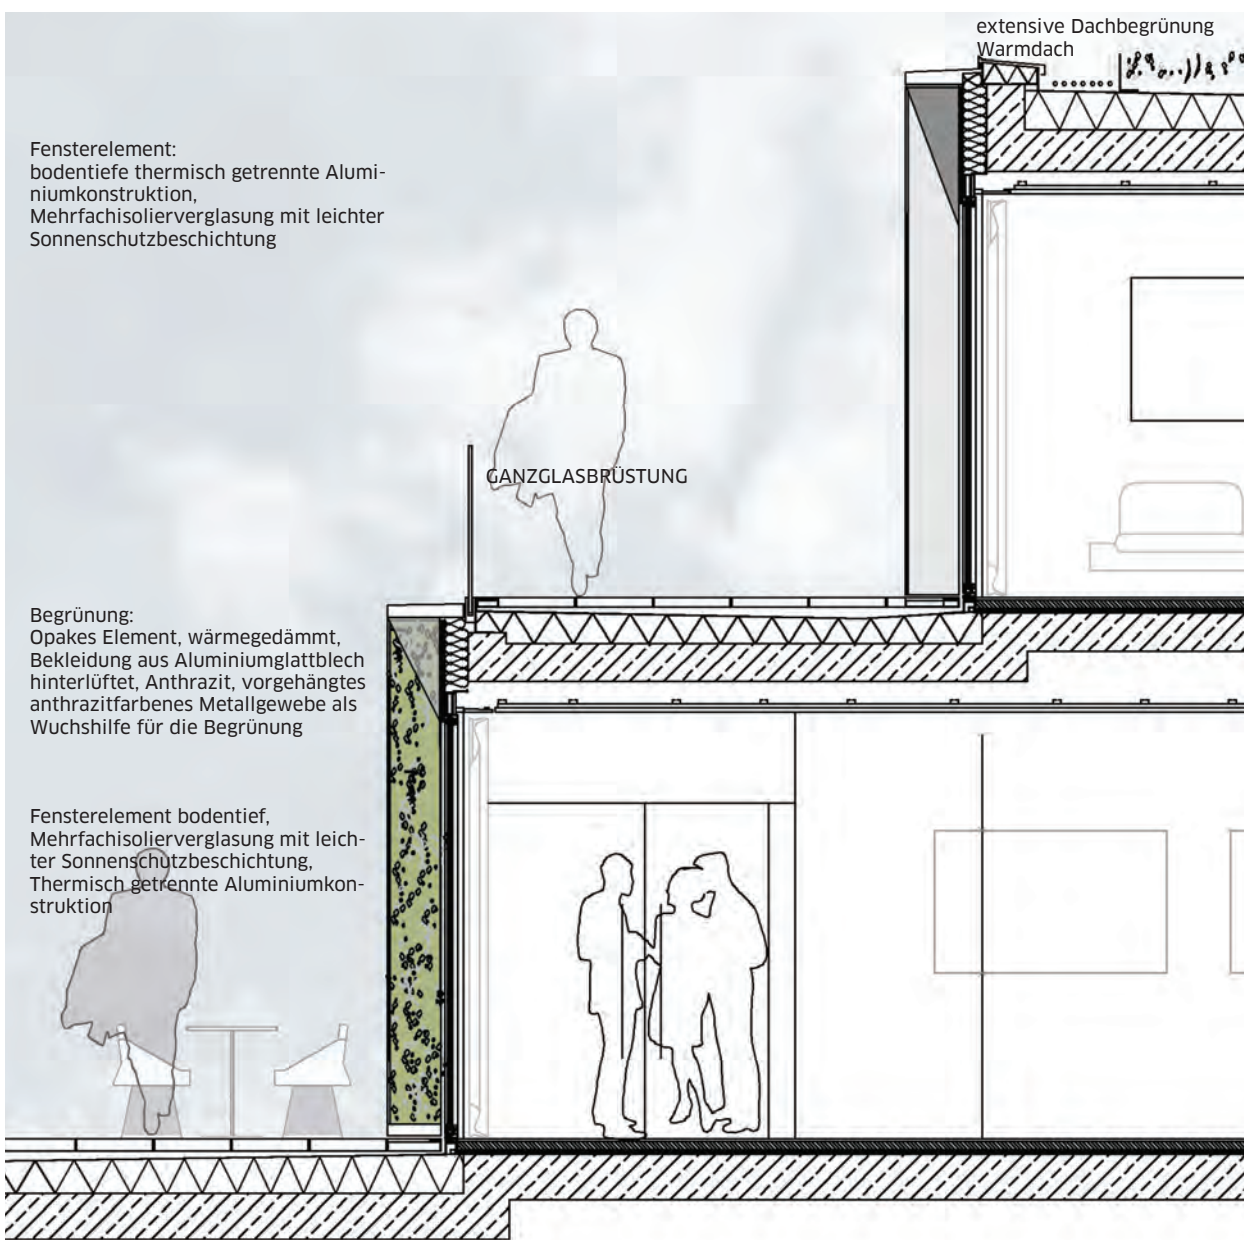 extensive Dachbegrünung
Warmdach
Fensterelement:
bodentiefe thermisch getrennte Alumi-
niumkonstruktion,
Mehrfachisolierverglasung mit leichter
Sonnenschutzbeschichtung
GANZGLASBRÜSTUNG
Begrünung:
Opakes Element, wärmegedämmt,
Bekleidung aus Aluminiumglattblech
hinterlüftet, Anthrazit, vorgehängtes
anthrazitfarbenes Metallgewebe als
Wuchshilfe für die Begrünung
Fensterelement bodentief,
Mehrfachisolierverglasung mit leich-
ter Sonnenschutzbeschichtung,
Thermisch getrennte Aluminiumkon-
struktion